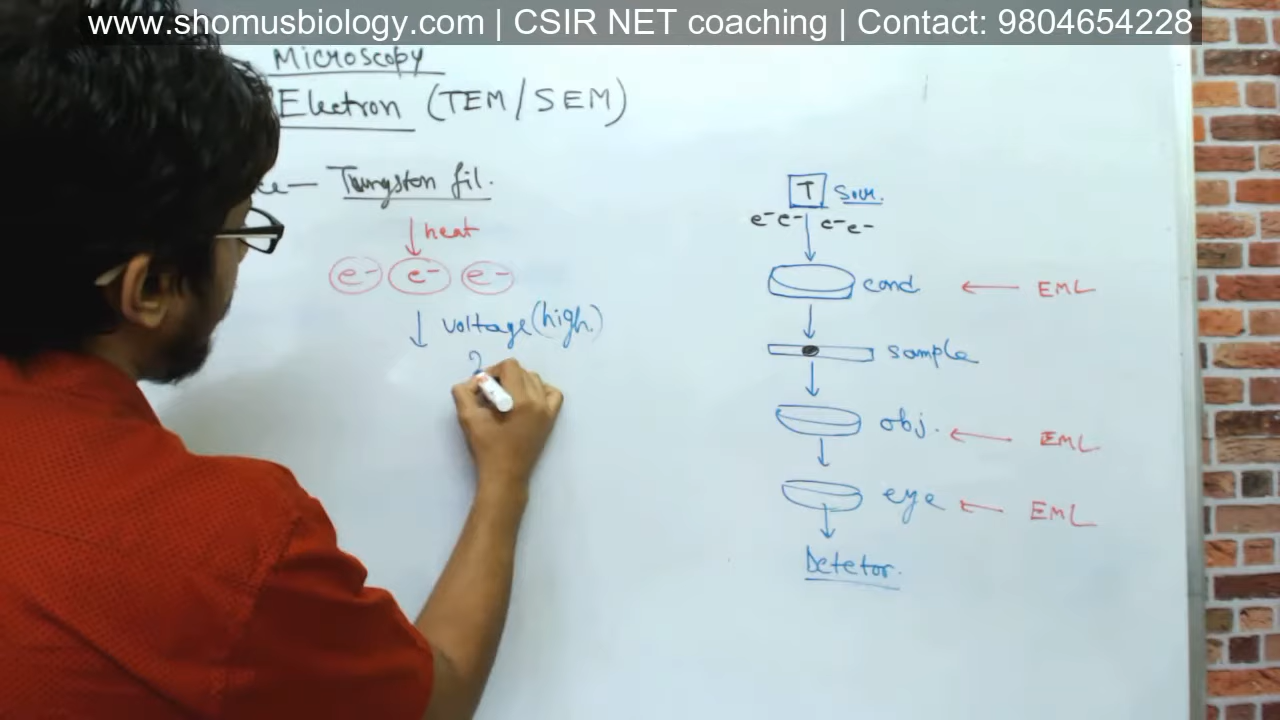 www.shomusbiology.com | CSIR NET coaching | Contact: 9804654228
Microscopy
Electron (TEM/SEM)
Tungston fil.
heat
e- e- e-
voltage (high.)
T Sour.
e- e- e- e-
cond EML
sample
obj. EML
eye EML
Detetor.